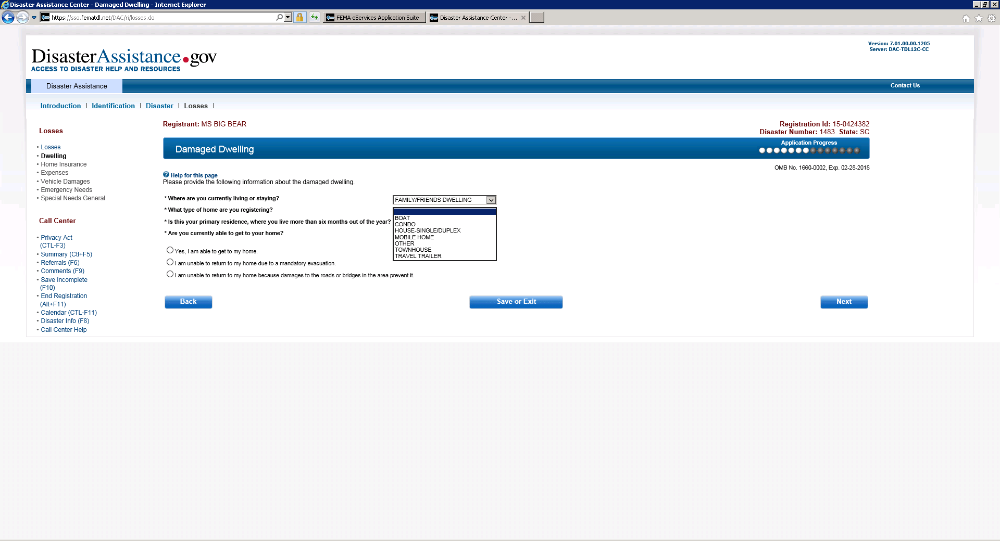 Disaster Assistance Center - Damaged Dwelling - Internet Explorer
https://sso.fematdl.net/DAC/ri/losses.do
FEMA eServices Application Suite
Disaster Assistance Center -...
Version: 7.01.00.00.1205
Server: DAC-TDL12C-CC
DisasterAssistance.gov
ACCESS TO DISASTER HELP AND RESOURCES
Disaster Assistance
Contact Us
Introduction | Identification | Disaster | Losses |
Losses
• Losses
• Dwelling
• Home Insurance
• Expenses
• Vehicle Damages
• Emergency Needs
• Special Needs General
Call Center
• Privacy Act
(CTL-F3)
• Summary (Ctl+F5)
• Referrals (F6)
• Comments (F9)
• Save Incomplete
(F10)
• End Registration
(Alt+F11)
• Calendar (CTL-F11)
• Disaster Info (F8)
• Call Center Help
Registrant: MS BIG BEAR
Registration Id: 15-0424382
Disaster Number: 1483 State: SC
Damaged Dwelling
Application Progress
OMB No. 1660-0002, Exp. 02-28-2018
? Help for this page
Please provide the following information about the damaged dwelling.
* Where are you currently living or staying?
FAMILY/FRIENDS DWELLING
* What type of home are you registering?
* Is this your primary residence, where you live more than six months out of the year?
* Are you currently able to get to your home?
BOAT
CONDO
HOUSE-SINGLE/DUPLEX
MOBILE HOME
OTHER
TOWNHOUSE
TRAVEL TRAILER
Yes, I am able to get to my home.
I am unable to return to my home due to a mandatory evacuation.
I am unable to return to my home because damages to the roads or bridges in the area prevent it.
Back
Save or Exit
Next